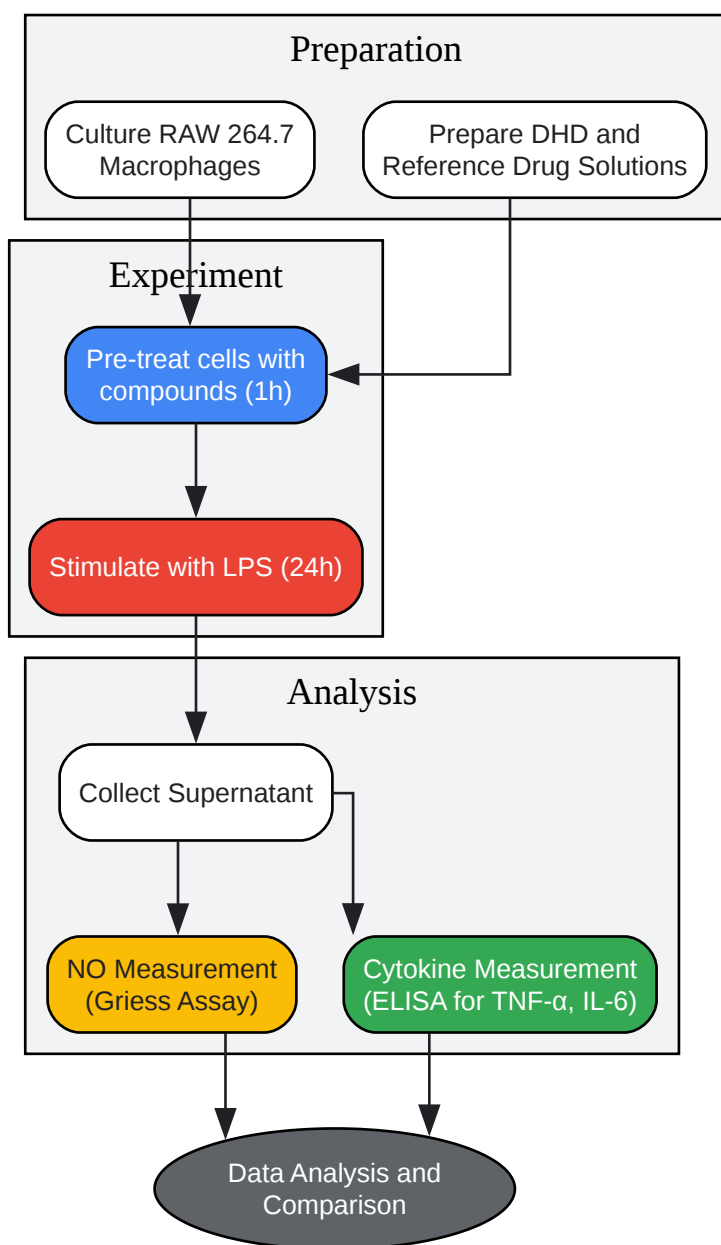 Preparation
Culture RAW 264.7
Macrophages
Prepare DHD and
Reference Drug Solutions
Experiment
Pre-treat cells with
compounds (1h)
Stimulate with LPS (24h)
Analysis
Collect Supernatant
NO Measurement
(Griess Assay)
Cytokine Measurement
(ELISA for TNF-α, IL-6)
Data Analysis and
Comparison